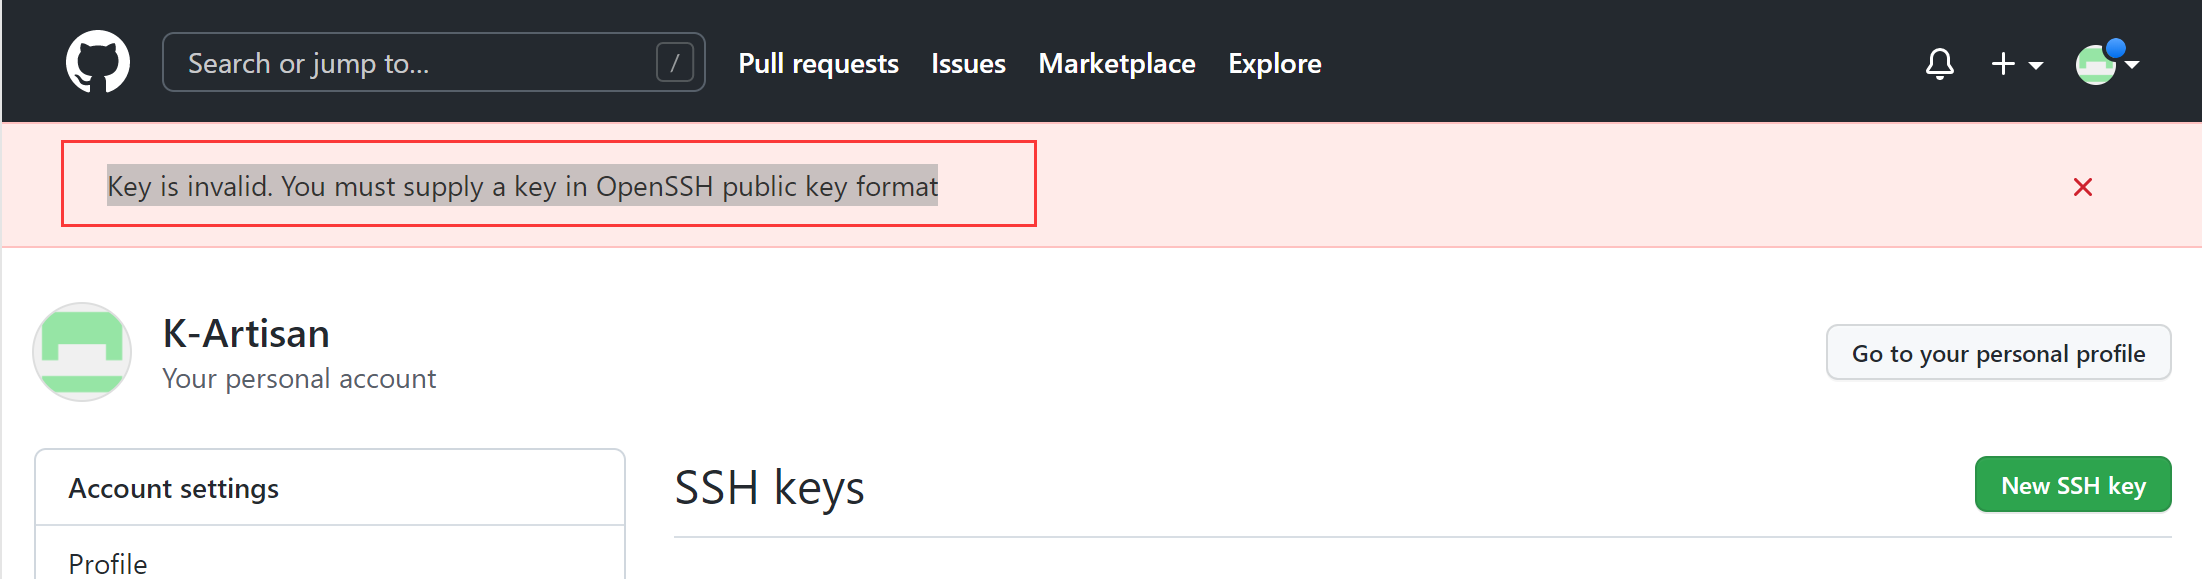 Search or jump to... / Pull requests Issues Marketplace Explore
Key is invalid. You must supply a key in OpenSSH public key format
K-Artisan
Your personal account
Go to your personal profile
Account settings
SSH keys
New SSH key
Profile